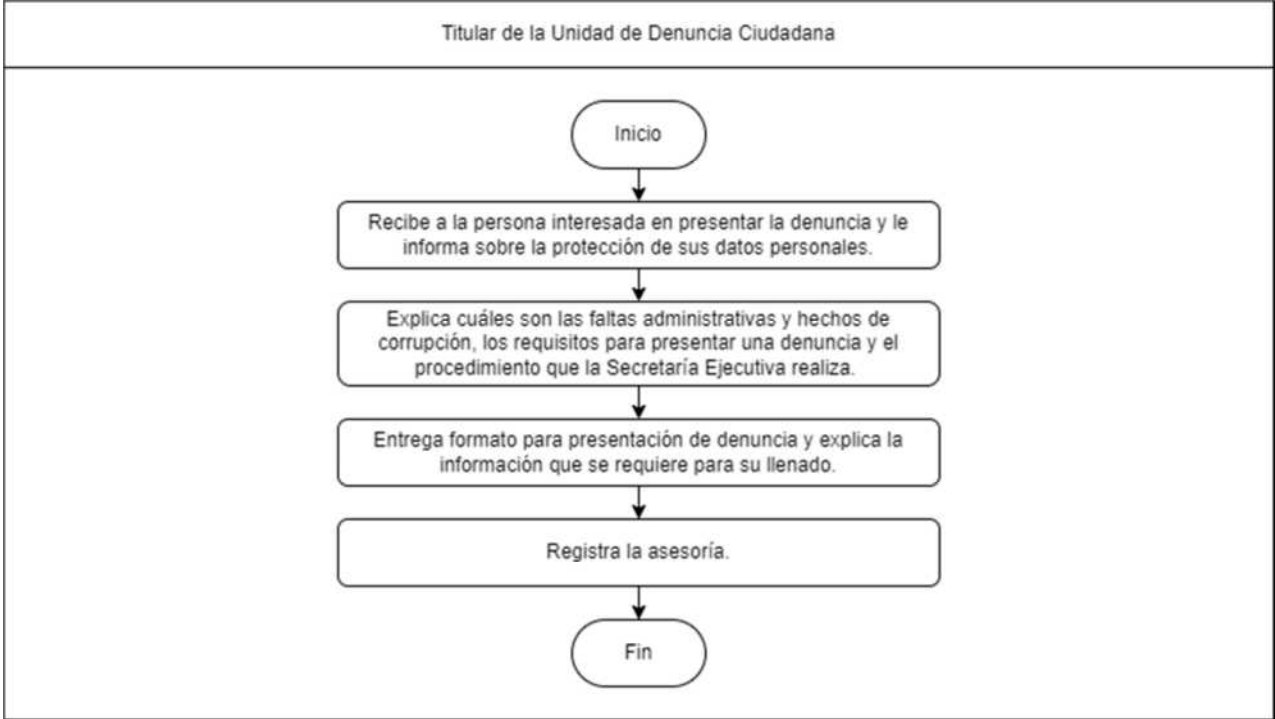 Titular de la Unidad de Denuncia Ciudadana
Inicio
Recibe a la persona interesada en presentar la denuncia y le
informa sobre la protección de sus datos personales.
Explica cuáles son las faltas administrativas y hechos de
corrupción, los requisitos para presentar una denuncia y el
procedimiento que la Secretaría Ejecutiva realiza.
Entrega formato para presentación de denuncia y explica la
información que se requiere para su llenado.
Registra la asesoría.
Fin